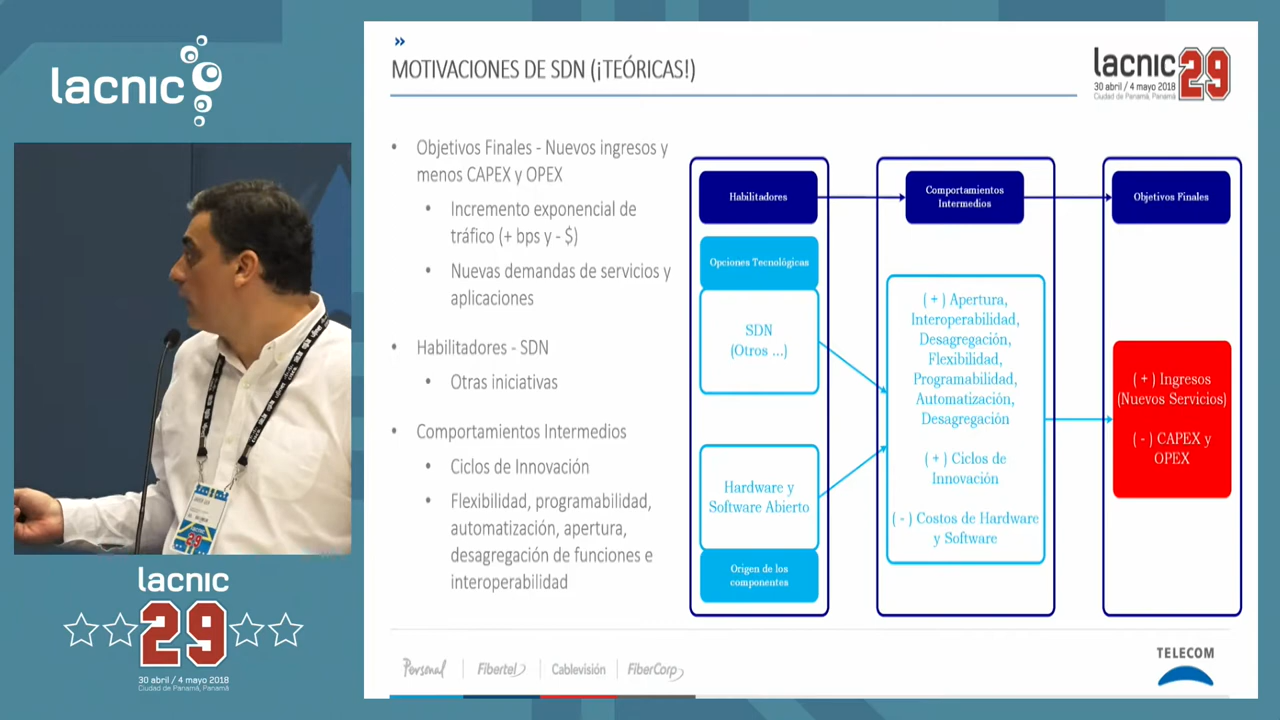 lacnic
»
MOTIVACIONES DE SDN (¡TEÓRICAS!)
lacnic 29
30 abril / 4 mayo 2018
Ciudad de Panamá, Panamá
• Objetivos Finales - Nuevos ingresos y
menos CAPEX y OPEX
• Incremento exponencial de
tráfico (+ bps y - $)
• Nuevas demandas de servicios y
aplicaciones
• Habilitadores - SDN
• Otras iniciativas
• Comportamientos Intermedios
• Ciclos de Innovación
• Flexibilidad, programabilidad,
automatización, apertura,
desagregación de funciones e
interoperabilidad
Habilitadores
Opciones Tecnológicas
SDN
(Otros ...)
Hardware y
Software Abierto
Origen de los
componentes
Comportamientos
Intermedios
( + ) Apertura,
Interoperabilidad,
Desagregación,
Flexibilidad,
Programabilidad,
Automatización,
Desagregación
( + ) Ciclos de
Innovación
( - ) Costos de Hardware
y Software
Objetivos Finales
( + ) Ingresos
(Nuevos Servicios)
( - ) CAPEX y
OPEX
Personal
Fibertel
Cablevisión
FiberCorp
TELECOM
lacnic
29
30 abril / 4 mayo 2018
Ciudad de Panamá, Panamá
29